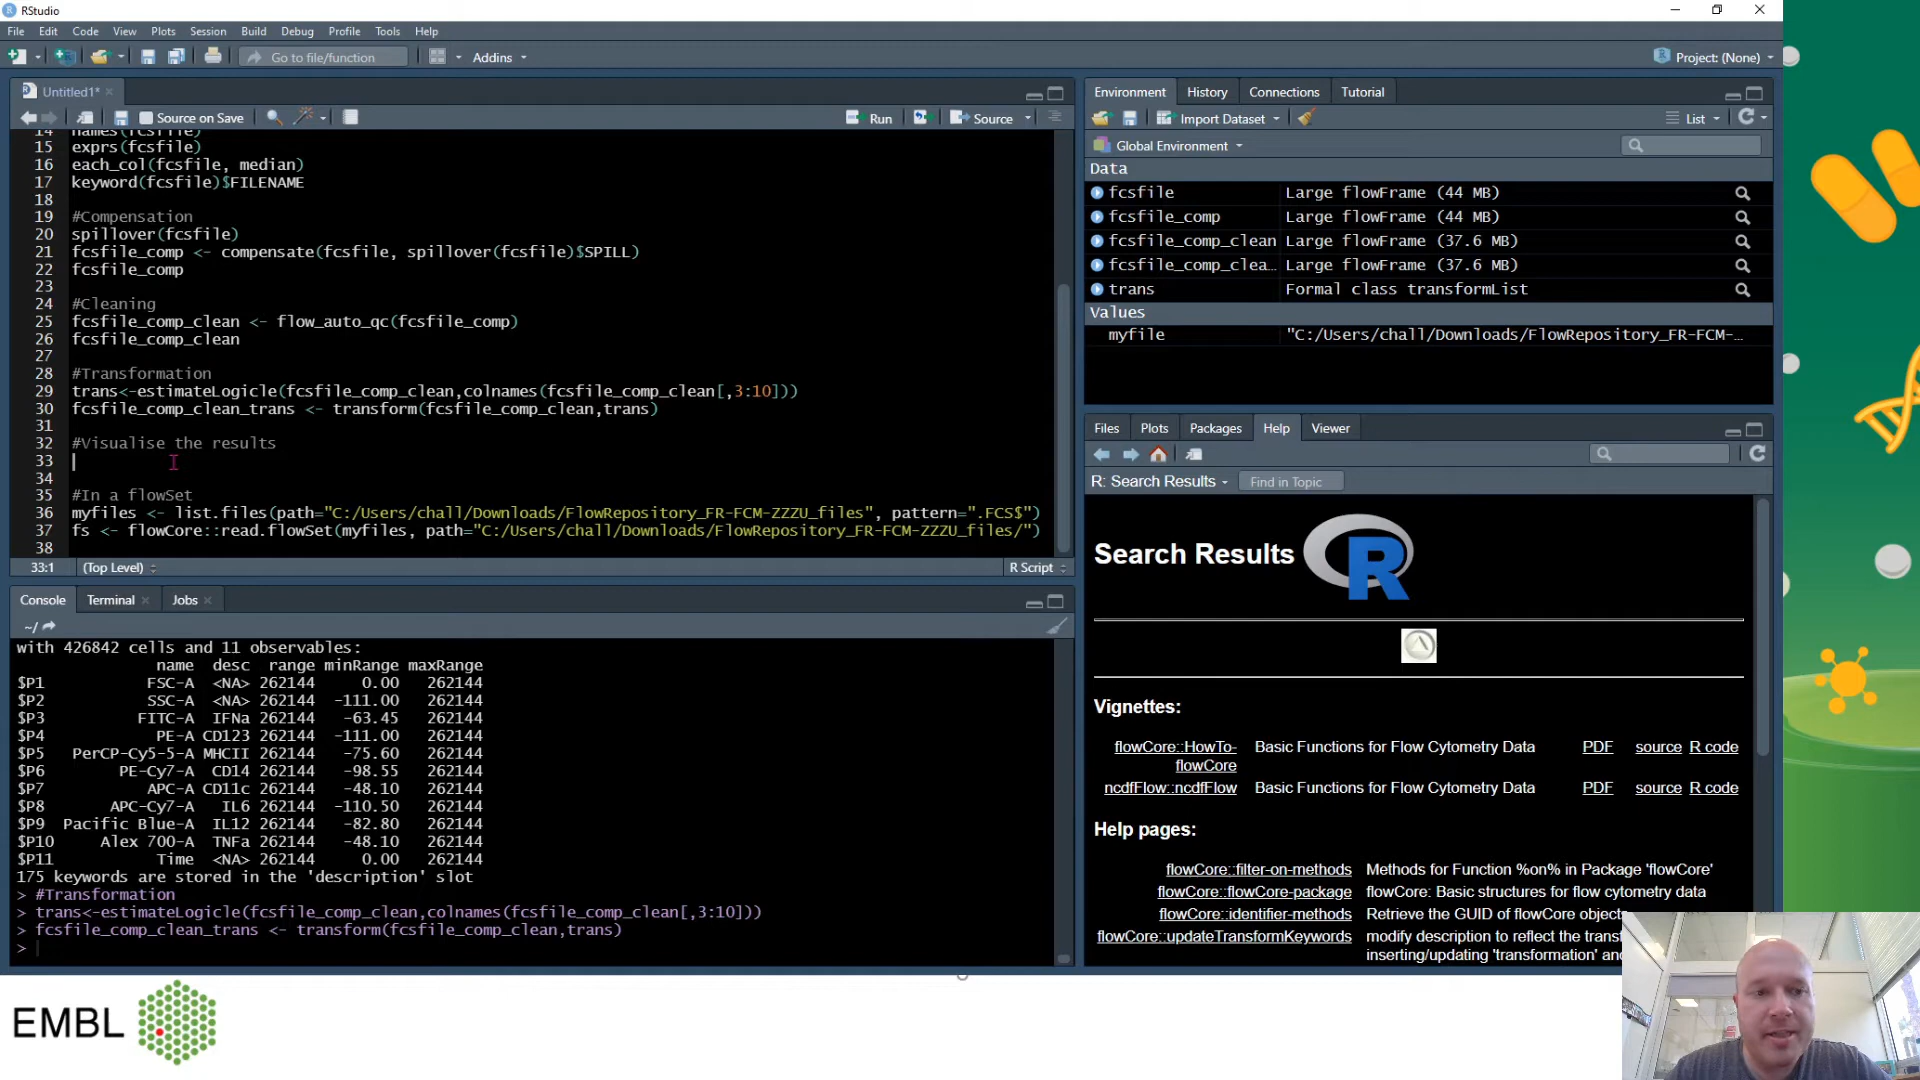 RStudio
File Edit Code View Plots Session Build Debug Profile Tools Help
Go to file/function Addins Project: (None)
Untitled1*
Source on Save Run Source
14 names(fcsfile)
15 exprs(fcsfile)
16 each_col(fcsfile, median)
17 keyword(fcsfile)$FILENAME
18
19 #Compensation
20 spillover(fcsfile)
21 fcsfile_comp <- compensate(fcsfile, spillover(fcsfile)$SPILL)
22 fcsfile_comp
23
24 #Cleaning
25 fcsfile_comp_clean <- flow_auto_qc(fcsfile_comp)
26 fcsfile_comp_clean
27
28 #Transformation
29 trans<-estimateLogicle(fcsfile_comp_clean,colnames(fcsfile_comp_clean[,3:10]))
30 fcsfile_comp_clean_trans <- transform(fcsfile_comp_clean,trans)
31
32 #Visualise the results
33
34
35 #In a flowSet
36 myfiles <- list.files(path="C:/Users/chall/Downloads/FlowRepository_FR-FCM-ZZZU_files", pattern=".FCS$")
37 fs <- flowCore::read.flowSet(myfiles, path="C:/Users/chall/Downloads/FlowRepository_FR-FCM-ZZZU_files/")
38
33:1 (Top Level) R Script
Console Terminal Jobs
~/
with 426842 cells and 11 observables:
name desc range minRange maxRange
$P1 FSC-A <NA> 262144 0.00 262144
$P2 SSC-A <NA> 262144 -111.00 262144
$P3 FITC-A IFNa 262144 -63.45 262144
$P4 PE-A CD123 262144 -111.00 262144
$P5 PerCP-Cy5-5-A MHCII 262144 -75.60 262144
$P6 PE-Cy7-A CD14 262144 -98.55 262144
$P7 APC-A CD11c 262144 -48.10 262144
$P8 APC-Cy7-A IL6 262144 -110.50 262144
$P9 Pacific Blue-A IL12 262144 -82.80 262144
$P10 Alex 700-A TNFa 262144 -48.10 262144
$P11 Time <NA> 262144 0.00 262144
175 keywords are stored in the 'description' slot
> #Transformation
> trans<-estimateLogicle(fcsfile_comp_clean,colnames(fcsfile_comp_clean[,3:10]))
> fcsfile_comp_clean_trans <- transform(fcsfile_comp_clean,trans)
>
Environment History Connections Tutorial
Import Dataset List
Global Environment
Data
fcsfile Large flowFrame (44 MB)
fcsfile_comp Large flowFrame (44 MB)
fcsfile_comp_clean Large flowFrame (37.6 MB)
fcsfile_comp_clea… Large flowFrame (37.6 MB)
trans Formal class transformList
Values
myfile "C:/Users/chall/Downloads/FlowRepository_FR-FCM-…
Files Plots Packages Help Viewer
R: Search Results Find in Topic
Search Results R
Vignettes:
flowCore::HowTo-flowCore Basic Functions for Flow Cytometry Data PDF source R code
ncdfFlow::ncdfFlow Basic Functions for Flow Cytometry Data PDF source R code
Help pages:
flowCore::filter-on-methods Methods for Function %on% in Package 'flowCore'
flowCore::flowCore-package flowCore: Basic structures for flow cytometry data
flowCore::identifier-methods Retrieve the GUID of flowCore objects
flowCore::updateTransformKeywords modify description to reflect the
inserting/updating 'transformation'
EMBL